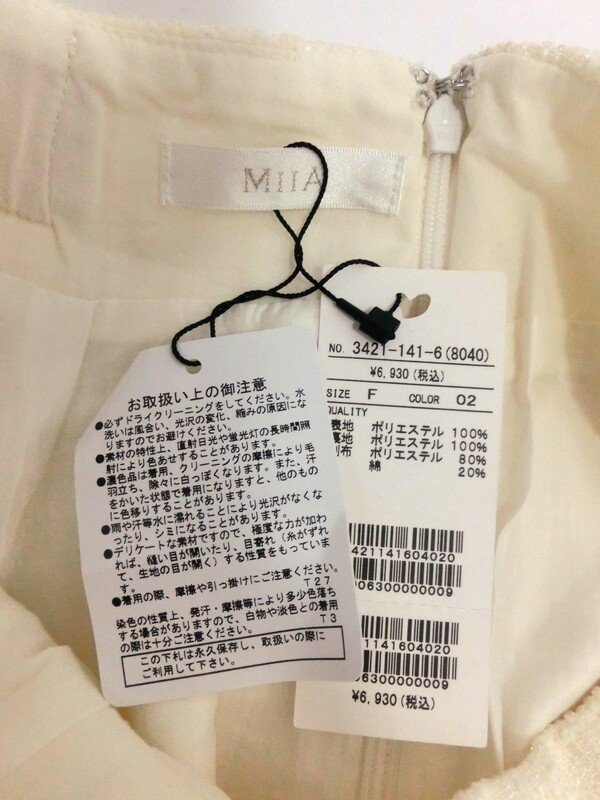 MIIA
お取扱い上の御注意
●必ずドライクリーニングをしてください。水
洗いは風合い、光沢の変化、縮みの原因にな
りますのでお避けください。
●素材の特性上、直射日光や蛍光灯の長時間照
射により色あせすることがあります。
●濃色品は着用、クリーニングの摩擦により毛
羽立ち、除々に白っぽくなります。また、汗
をかいた状態で着用になりますと、他のもの
に色移りすることがあります。
●雨や汗等水に濡れることにより光沢がなくな
ったり、シミになることがあります。
●デリケートな素材ですので、極度な力が加わ
れば、縫い目が開いたり、目寄れ（糸がずれ
て、生地の目が開く）する性質をもっていま
す。
●着用の際、摩擦や引っ掛けにご注意ください。
T27
染色の性質上、発汗・摩擦等により多少色落ち
する場合がありますので、白物や淡色との着用
の際は十分ご注意ください。 T3
この下札は永久保存し、取扱いの際に
ご利用して下さい。
NO. 3421-141-6(8040)
¥6,930(税込)
SIZE F COLOR 02
QUALITY
表地 ポリエステル 100%
裏地 ポリエステル 100%
別布 ポリエステル 80%
綿 20%
421141604020
06300000009
1141604020
6300000009
¥6,930(税込)